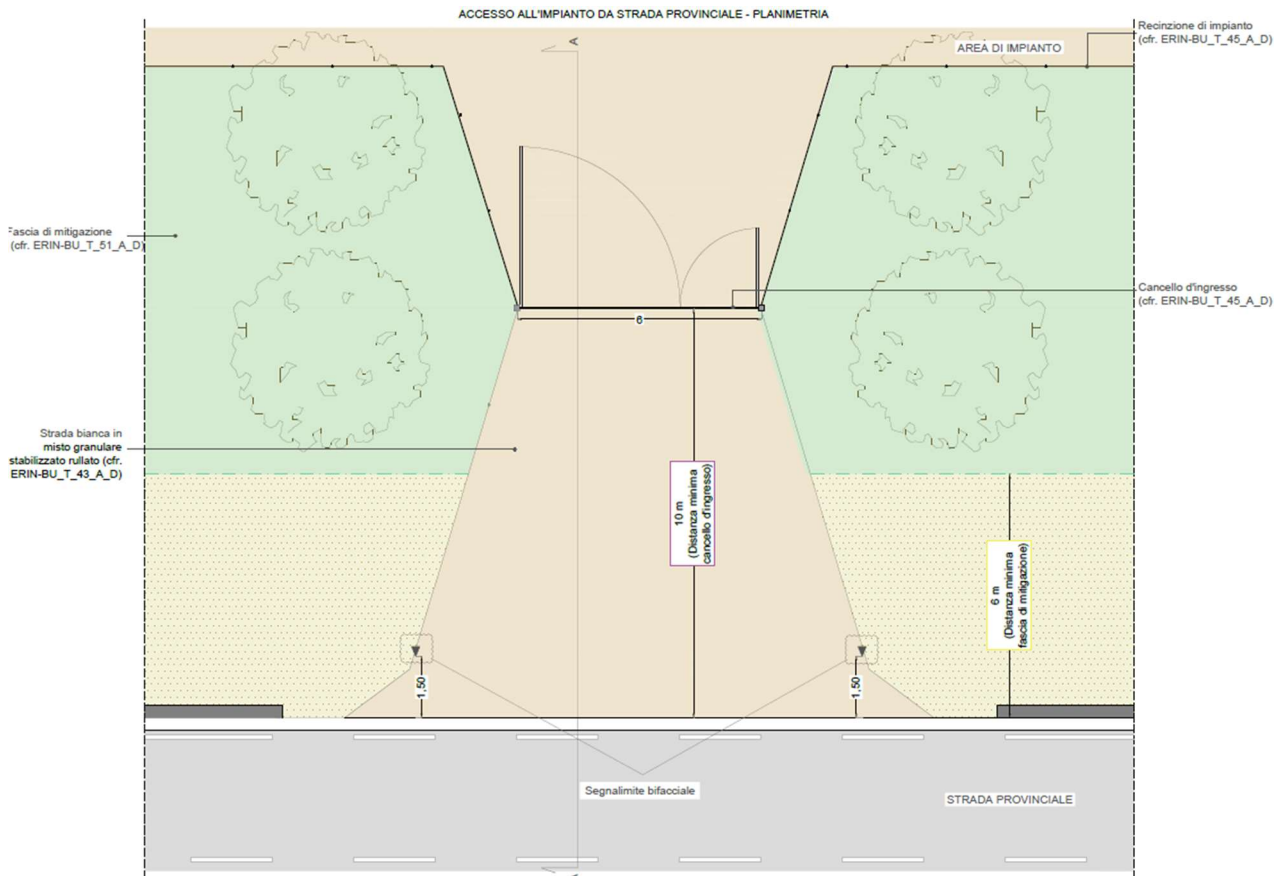 ACCESSO ALL'IMPIANTO DA STRADA PROVINCIALE - PLANIMETRIA
Recinzione di impianto
(cfr. ERIN-BU_T_45_A_D)
A
AREA DI IMPIANTO
Fascia di mitigazione
(cfr. ERIN-BU_T_51_A_D)
Cancello d'ingresso
(cfr. ERIN-BU_T_45_A_D)
6
Strada bianca in
misto granulare
stabilizzato rullato (cfr.
ERIN-BU_T_43_A_D)
10 m
(Distanza minima
cancello d'ingresso)
6 m
(Distanza minima
fascia di mitigazione)
1,50
1,50
Segnalimite bifacciale
STRADA PROVINCIALE